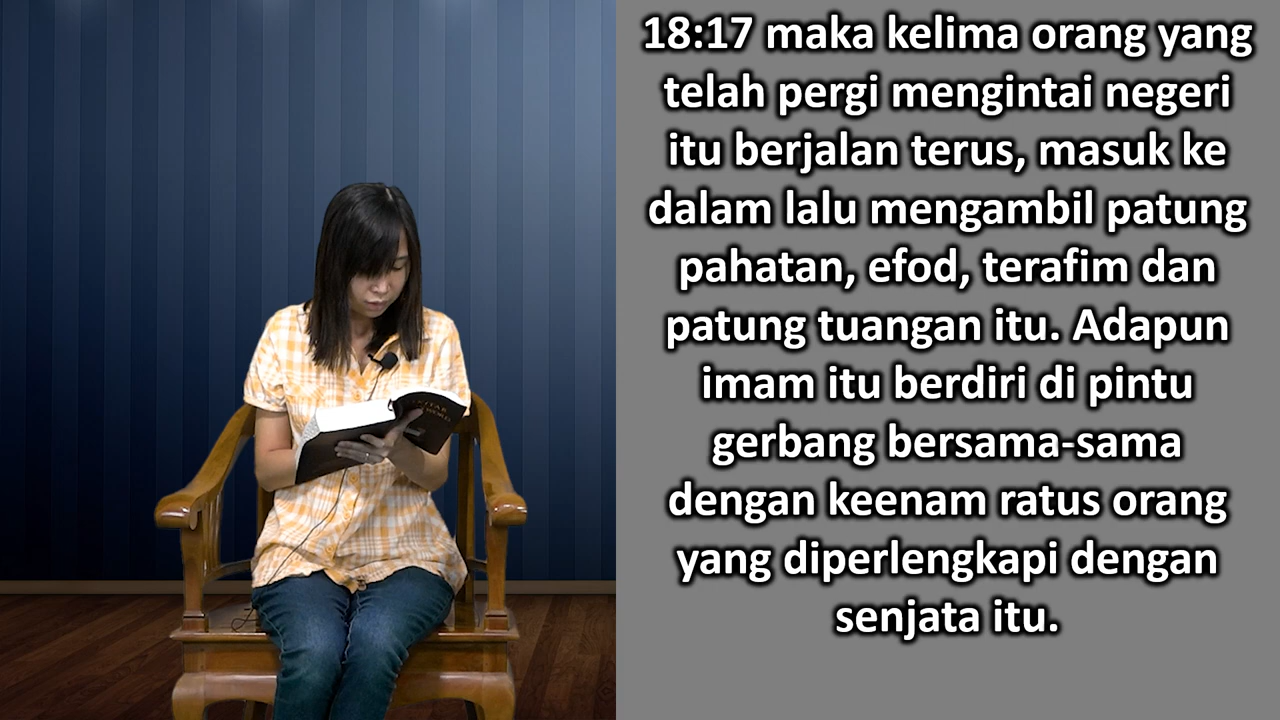 18:17 maka kelima orang yang
telah pergi mengintai negeri
itu berjalan terus, masuk ke
dalam lalu mengambil patung
pahatan, efod, terafim dan
patung tuangan itu. Adapun
imam itu berdiri di pintu
gerbang bersama-sama
dengan keenam ratus orang
yang diperlengkapi dengan
senjata itu.